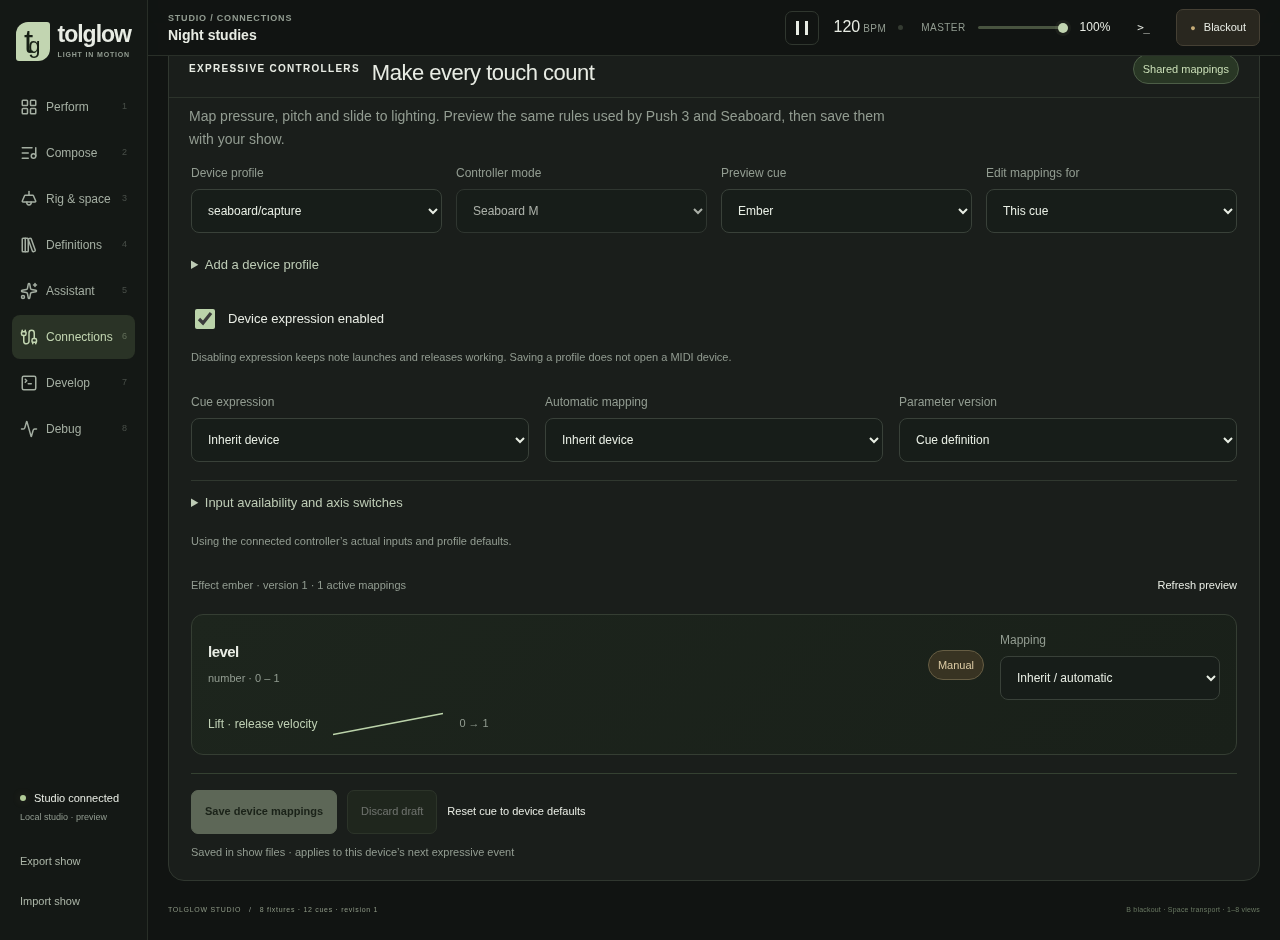 tg tolglow
LIGHT IN MOTION
Perform 1
Compose 2
Rig & space 3
Definitions 4
Assistant 5
Connections 6
Develop 7
Debug 8
Studio connected
Local studio · preview
Export show
Import show
STUDIO / CONNECTIONS
Night studies
120 BPM
MASTER
100%
>_
Blackout
EXPRESSIVE CONTROLLERS Make every touch count
Shared mappings
Map pressure, pitch and slide to lighting. Preview the same rules used by Push 3 and Seaboard, then save them
with your show.
Device profile Controller mode Preview cue Edit mappings for
seaboard/capture Seaboard M Ember This cue
Add a device profile
Device expression enabled
Disabling expression keeps note launches and releases working. Saving a profile does not open a MIDI device.
Cue expression Automatic mapping Parameter version
Inherit device Inherit device Cue definition
Input availability and axis switches
Using the connected controller's actual inputs and profile defaults.
Effect ember · version 1 · 1 active mappings Refresh preview
level
number · 0 – 1
Manual
Mapping
Inherit / automatic
Lift · release velocity 0 → 1
Save device mappings Discard draft Reset cue to device defaults
Saved in show files · applies to this device's next expressive event
TOLGLOW STUDIO / 8 fixtures · 12 cues · revision 1
B blackout · Space transport · 1–8 views